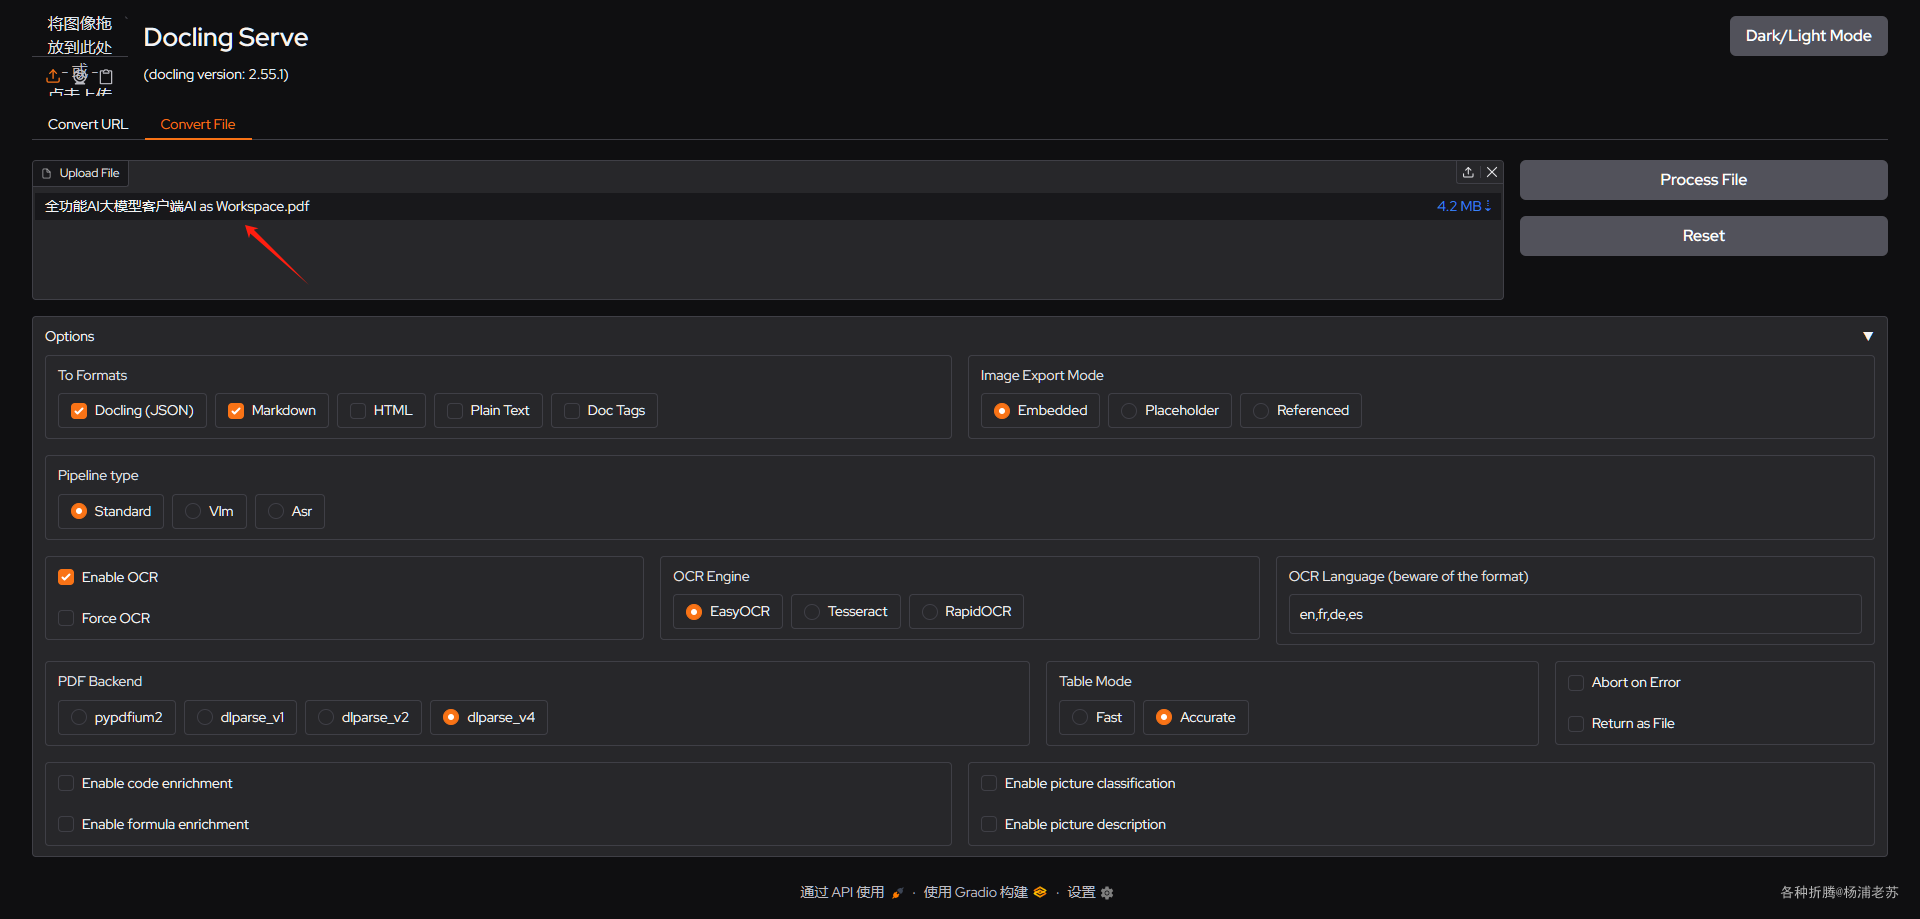 将图像拖
放到此处
- 或 -
点击上传
Docling Serve
(docling version: 2.55.1)
Dark/Light Mode
Convert URL
Convert File
Upload File
全功能AI大模型客户端AI as Workspace.pdf
4.2 MB ⇣
Process File
Reset
Options
▼
To Formats
Docling (JSON)
Markdown
HTML
Plain Text
Doc Tags
Image Export Mode
Embedded
Placeholder
Referenced
Pipeline type
Standard
Vlm
Asr
Enable OCR
Force OCR
OCR Engine
EasyOCR
Tesseract
RapidOCR
OCR Language (beware of the format)
en,fr,de,es
PDF Backend
pypdfium2
dlparse_v1
dlparse_v2
dlparse_v4
Table Mode
Fast
Accurate
Abort on Error
Return as File
Enable code enrichment
Enable formula enrichment
Enable picture classification
Enable picture description
通过 API 使用 · 使用 Gradio 构建 · 设置
各种折腾@杨浦老苏